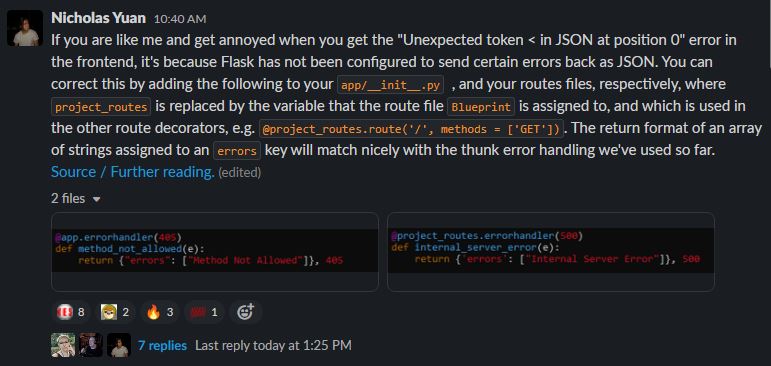 Nicholas Yuan 10:40 AM
If you are like me and get annoyed when you get the "Unexpected token < in JSON at position 0" error in
the frontend, it's because Flask has not been configured to send certain errors back as JSON. You can
correct this by adding the following to your app/__init__.py , and your routes files, respectively, where
project_routes is replaced by the variable that the route file Blueprint is assigned to, and which is used in
the other route decorators, e.g. @project_routes.route('/', methods = ['GET']). The return format of an array
of strings assigned to an errors key will match nicely with the thunk error handling we've used so far.
Source / Further reading. (edited)
2 files
@app.errorhandler(405)
def method_not_allowed(e):
    return {"errors": ["Method Not Allowed"]}, 405
@project_routes.errorhandler(500)
def internal_server_error(e):
    return {'errors': ["Internal Server Error"]}, 500
8 2 3 1
7 replies Last reply today at 1:25 PM